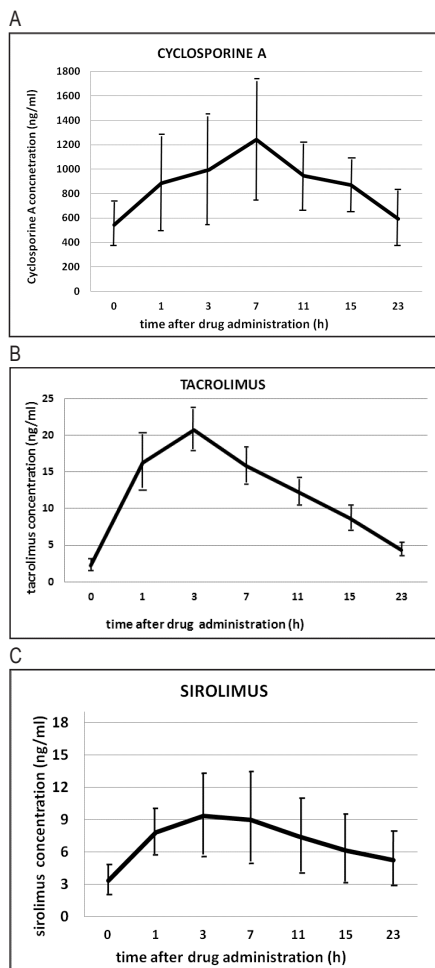 A
CYCLOSPORINE A
Cyclosporine A concnetration (ng/ml)
1800
1600
1400
1200
1000
800
600
400
200
0
0 1 3 7 11 15 23
time after drug administration (h)
B
TACROLIMUS
tacrolimus concentration (ng/ml)
25
20
15
10
5
0
0 1 3 7 11 15 23
time after drug administration (h)
C
SIROLIMUS
sirolimus concentration (ng/ml)
18
15
12
9
6
3
0
0 1 3 7 11 15 23
time after drug administration (h)